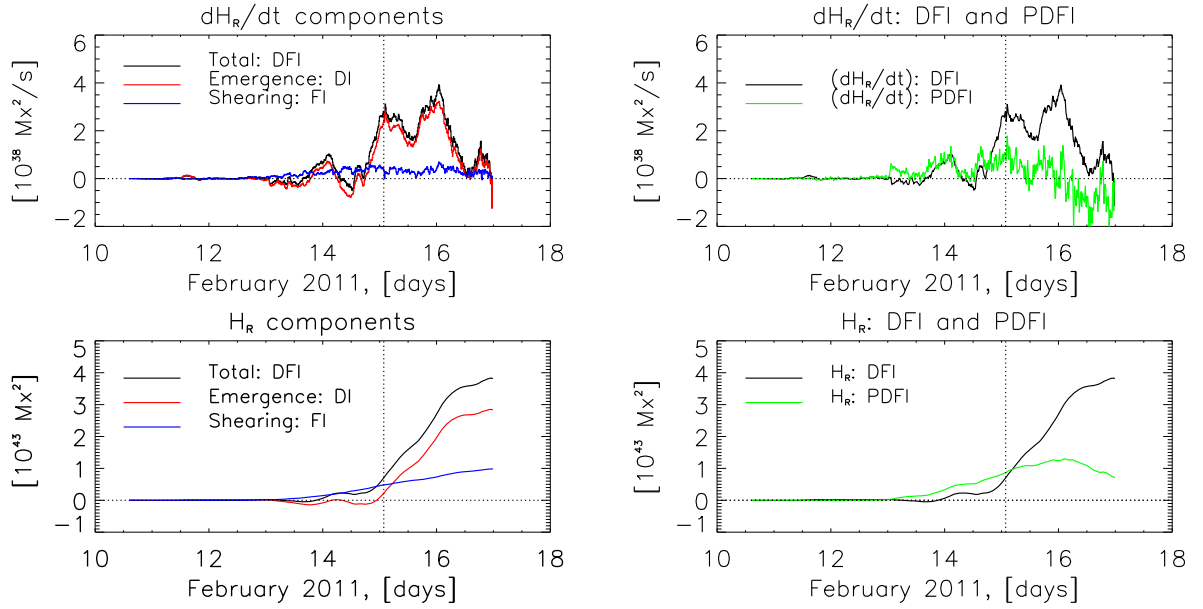 dH_R/dt components
Total: DFI
Emergence: DI
Shearing: FI
[10^38 Mx^2/s]
6
4
2
0
−2
10 12 14 16 18
February 2011, [days]
dH_R/dt: DFI and PDFI
(dH_R/dt): DFI
(dH_R/dt): PDFI
[10^38 Mx^2/s]
6
4
2
0
−2
10 12 14 16 18
February 2011, [days]
H_R components
Total: DFI
Emergence: DI
Shearing: FI
[10^43 Mx^2]
5
4
3
2
1
0
−1
10 12 14 16 18
February 2011, [days]
H_R: DFI and PDFI
H_R: DFI
H_R: PDFI
[10^43 Mx^2]
5
4
3
2
1
0
−1
10 12 14 16 18
February 2011, [days]